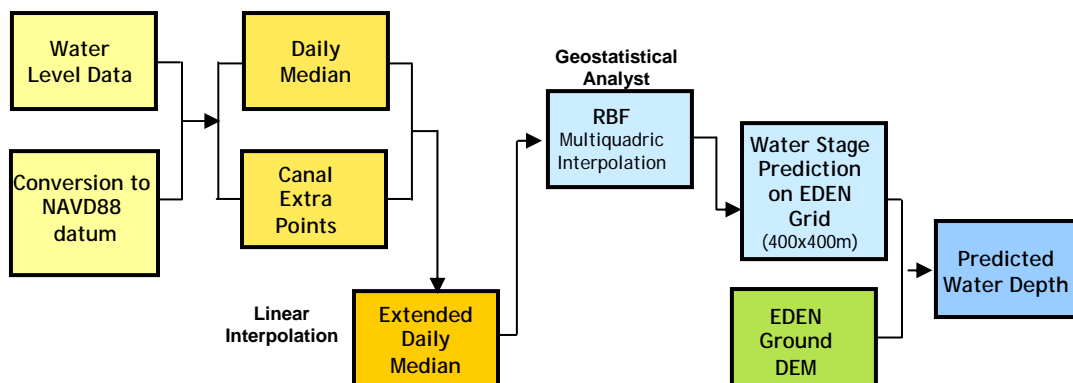 Water
Level Data
Conversion to
NAVD88
datum
Daily
Median
Canal
Extra
Points
Linear
Interpolation
Extended
Daily
Median
Geostatistical
Analyst
RBF
Multiquadric
Interpolation
Water Stage
Prediction
on EDEN
Grid
(400x400m)
EDEN
Ground
DEM
Predicted
Water Depth